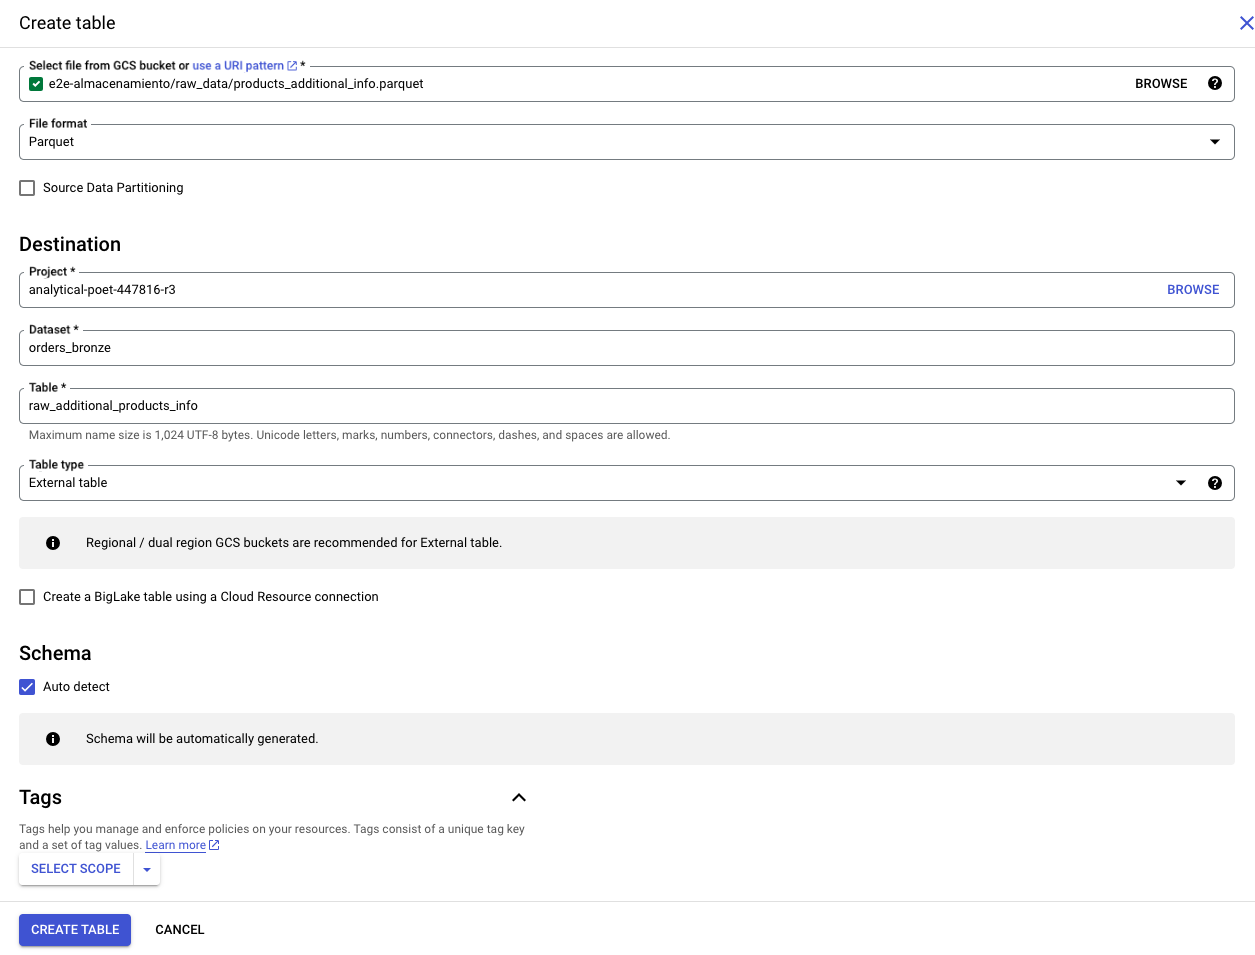 Create table
Select file from GCS bucket or use a URI pattern *
e2e-almacenamiento/raw_data/products_additional_info.parquet
BROWSE
File format
Parquet
Source Data Partitioning
Destination
Project *
analytical-poet-447816-r3
BROWSE
Dataset *
orders_bronze
Table *
raw_additional_products_info
Maximum name size is 1,024 UTF-8 bytes. Unicode letters, marks, numbers, connectors, dashes, and spaces are allowed.
Table type
External table
Regional / dual region GCS buckets are recommended for External table.
Create a BigLake table using a Cloud Resource connection
Schema
Auto detect
Schema will be automatically generated.
Tags
Tags help you manage and enforce policies on your resources. Tags consist of a unique tag key
and a set of tag values. Learn more
SELECT SCOPE
CREATE TABLE
CANCEL